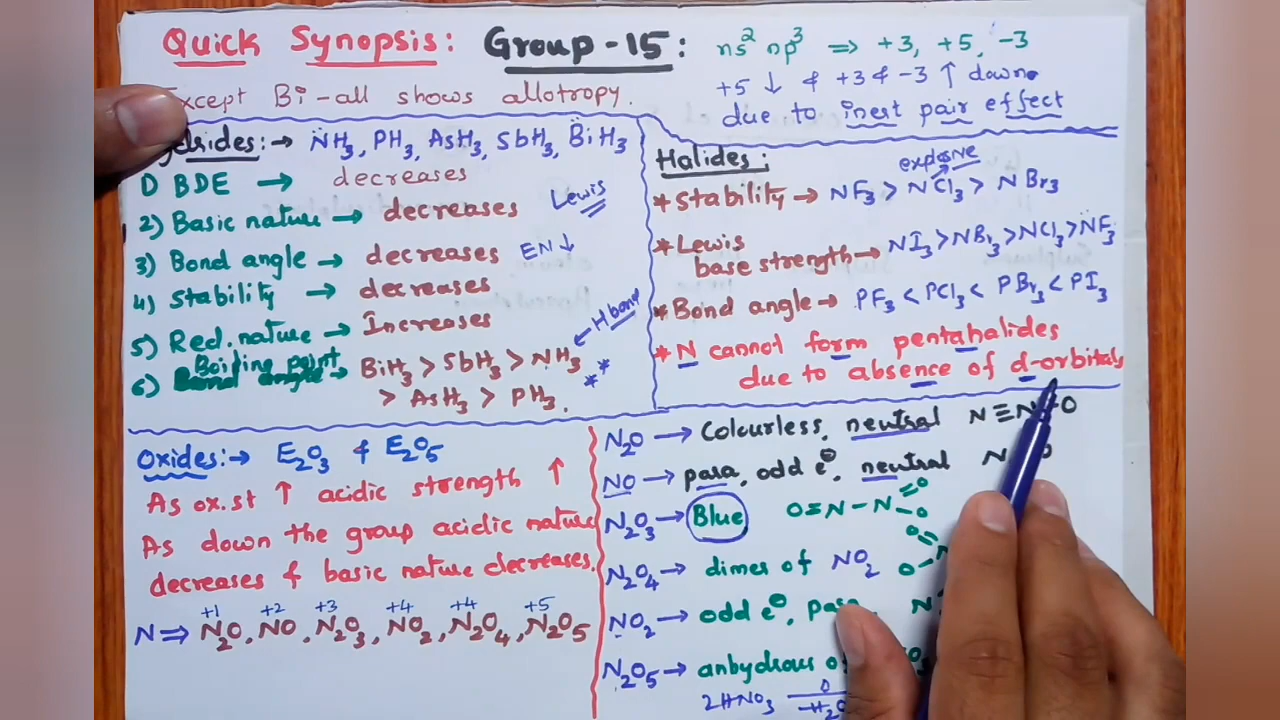 Quick Synopsis: Group-15: ns² np³ ⇒ +3, +5, -3
+5 ↓ & +3 & -3 ↑ down
due to inert pair effect
Except Bi-all shows allotropy.
drides:→ NH₃, PH₃, AsH₃, SbH₃, BiH₃
1) BDE → decreases
2) Basic nature → decreases Lewis
3) Bond angle → decreases EN↓
4) Stability → decreases
5) Red. nature → Increases
6) Boiling point → BiH₃ > SbH₃ > NH₃ ← H bond
> AsH₃ > PH₃. **
Halides:
explosive
*Stability → NF₃ > NCl₃ > NBr₃
*Lewis
base strength → NI₃ > NBr₃ > NCl₃ > NF₃
*Bond angle → PF₃ < PCl₃ < PBr₃ < PI₃
*N cannot form pentahalides
due to absence of d-orbitals
Oxides:→ E₂O₃ & E₂O₅
As ox.st ↑ acidic strength ↑
As down the group acidic nature
decreases & basic nature decreases.
+1 +2 +3 +4 +4 +5
N ⇒ N₂O, NO, N₂O₃, NO₂, N₂O₄, N₂O₅
N₂O → Colourless, neutral N≡N O
NO → para, odd e⊖, neutral N O
N₂O₃ → Blue O=N-N=O
O
N₂O₄ → dimes of NO₂ O O N
NO₂ → odd e⊖, para, N
N₂O₅ → anhydrous of
2HNO₃ -H₂O